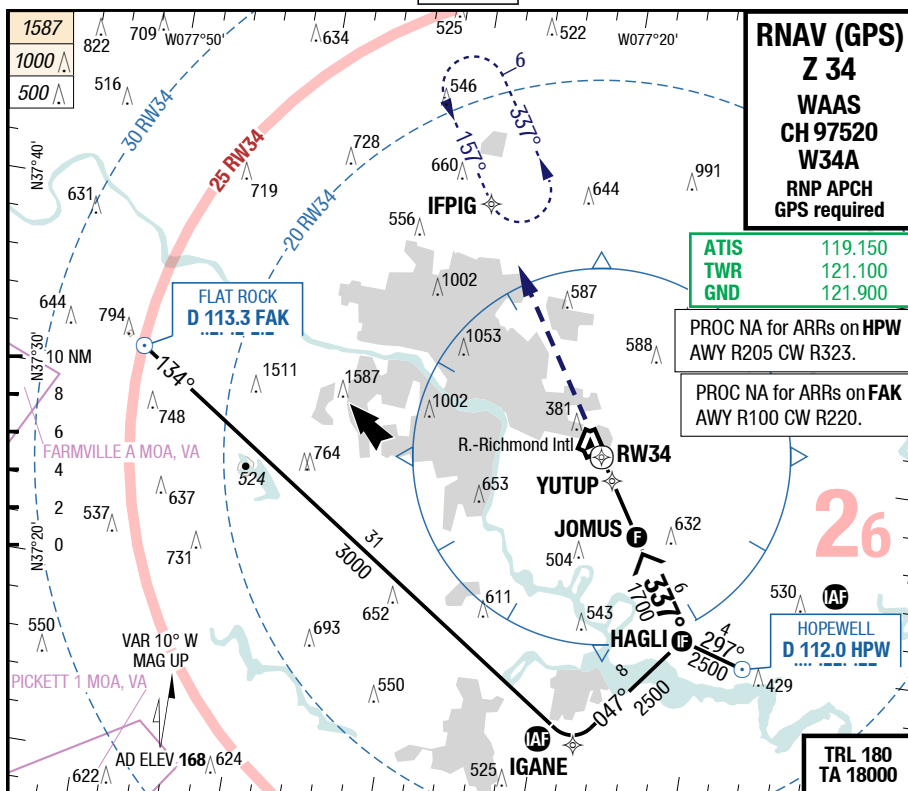 1587
1000
500
822
709
W077°50'
634
525
522
W077°20'
RNAV (GPS)
Z 34
WAAS
CH 97520
W34A
RNP APCH
GPS required
516
30 RW34
546
6
337°
157°
N37°40'
25 RW34
728
719
660
991
644
631
20 RW34
IFPIG
556
ATIS 119.150
TWR 121.100
GND 121.900
644
794
FLAT ROCK
D 113.3 FAK
1002
587
N37°30'
10 NM
1053
588
PROC NA for ARRs on HPW
AWY R205 CW R323.
134°
1511
1587
8
748
1002
381
PROC NA for ARRs on FAK
AWY R100 CW R220.
6
FARMVILLE A MOA, VA
764
R.-Richmond Intl
RW34
4
524
637
653
YUTUP
2
537
31
3000
JOMUS
F
632
26
0
N37°20'
731
504
6
337°
1700
652
611
530
IAF
550
VAR 10° W
MAG UP
693
543
HAGLI
IF
4
297°
2500
HOPEWELL
D 112.0 HPW
PICKETT 1 MOA, VA
550
8
047°
2500
429
AD ELEV 168
624
622
IAF
IGANE
525
TRL 180
TA 18000